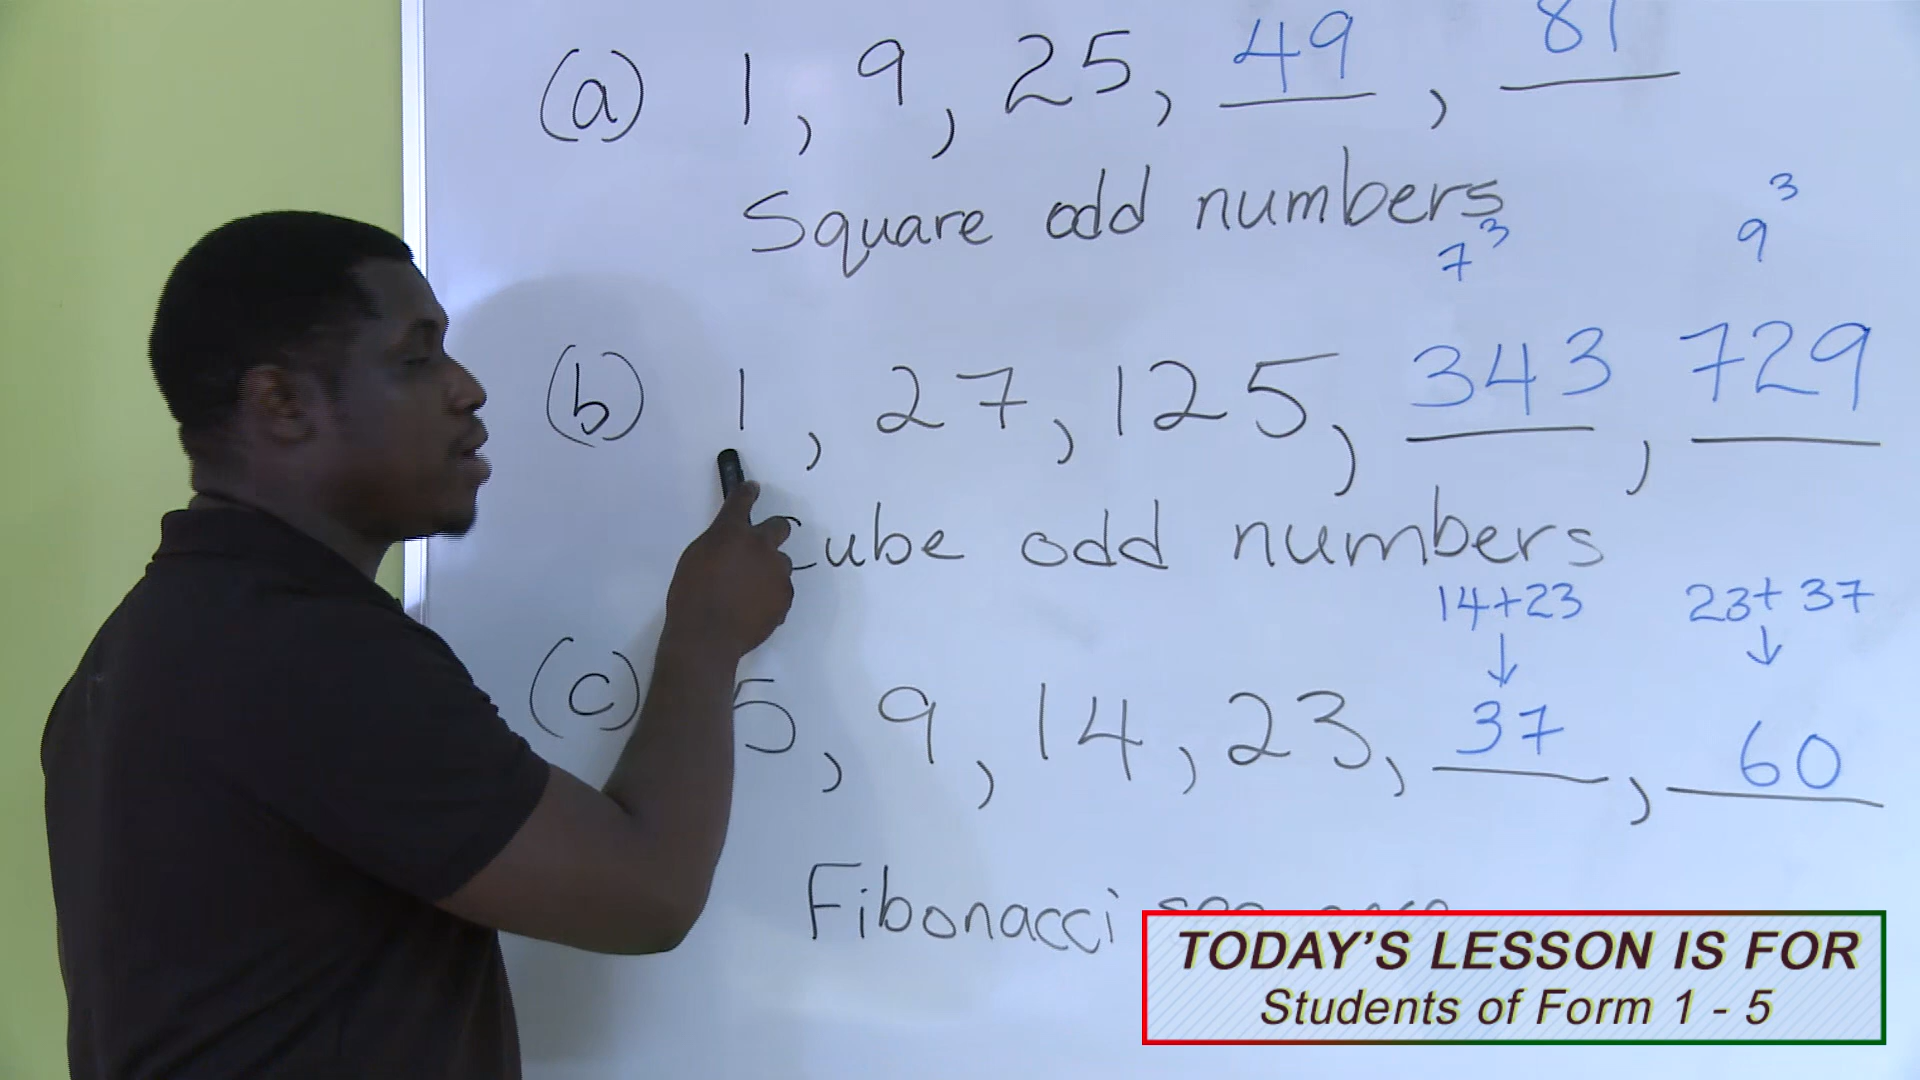 (a) 1, 9, 25, 49, 81
Square odd numbers
7³ 9³
(b) 1, 27, 125, 343, 729
cube odd numbers
14+23 23+37
↓ ↓
(c) 5, 9, 14, 23, 37, 60
Fibonacci
TODAY'S LESSON IS FOR
Students of Form 1 - 5